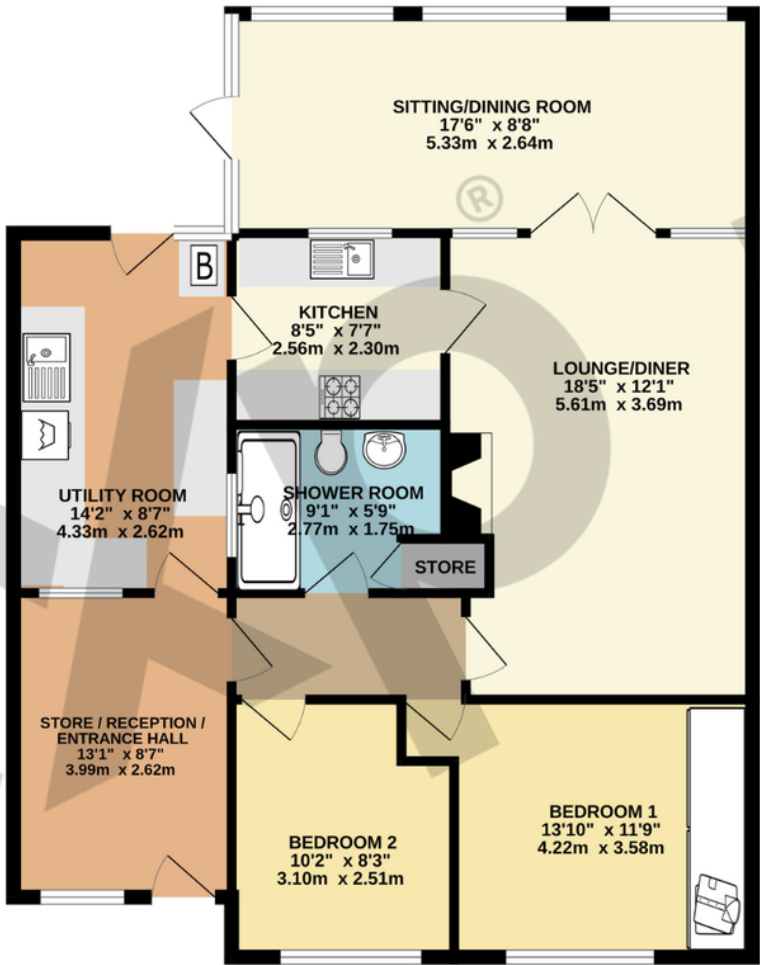 SITTING/DINING ROOM
17'6" x 8'8"
5.33m x 2.64m
®
B
KITCHEN
8'5" x 7'7"
2.56m x 2.30m
LOUNGE/DINER
18'5" x 12'1"
5.61m x 3.69m
UTILITY ROOM
14'2" x 8'7"
4.33m x 2.62m
SHOWER ROOM
9'1" x 5'9"
2.77m x 1.75m
STORE
STORE / RECEPTION /
ENTRANCE HALL
13'1" x 8'7"
3.99m x 2.62m
BEDROOM 2
10'2" x 8'3"
3.10m x 2.51m
BEDROOM 1
13'10" x 11'9"
4.22m x 3.58m